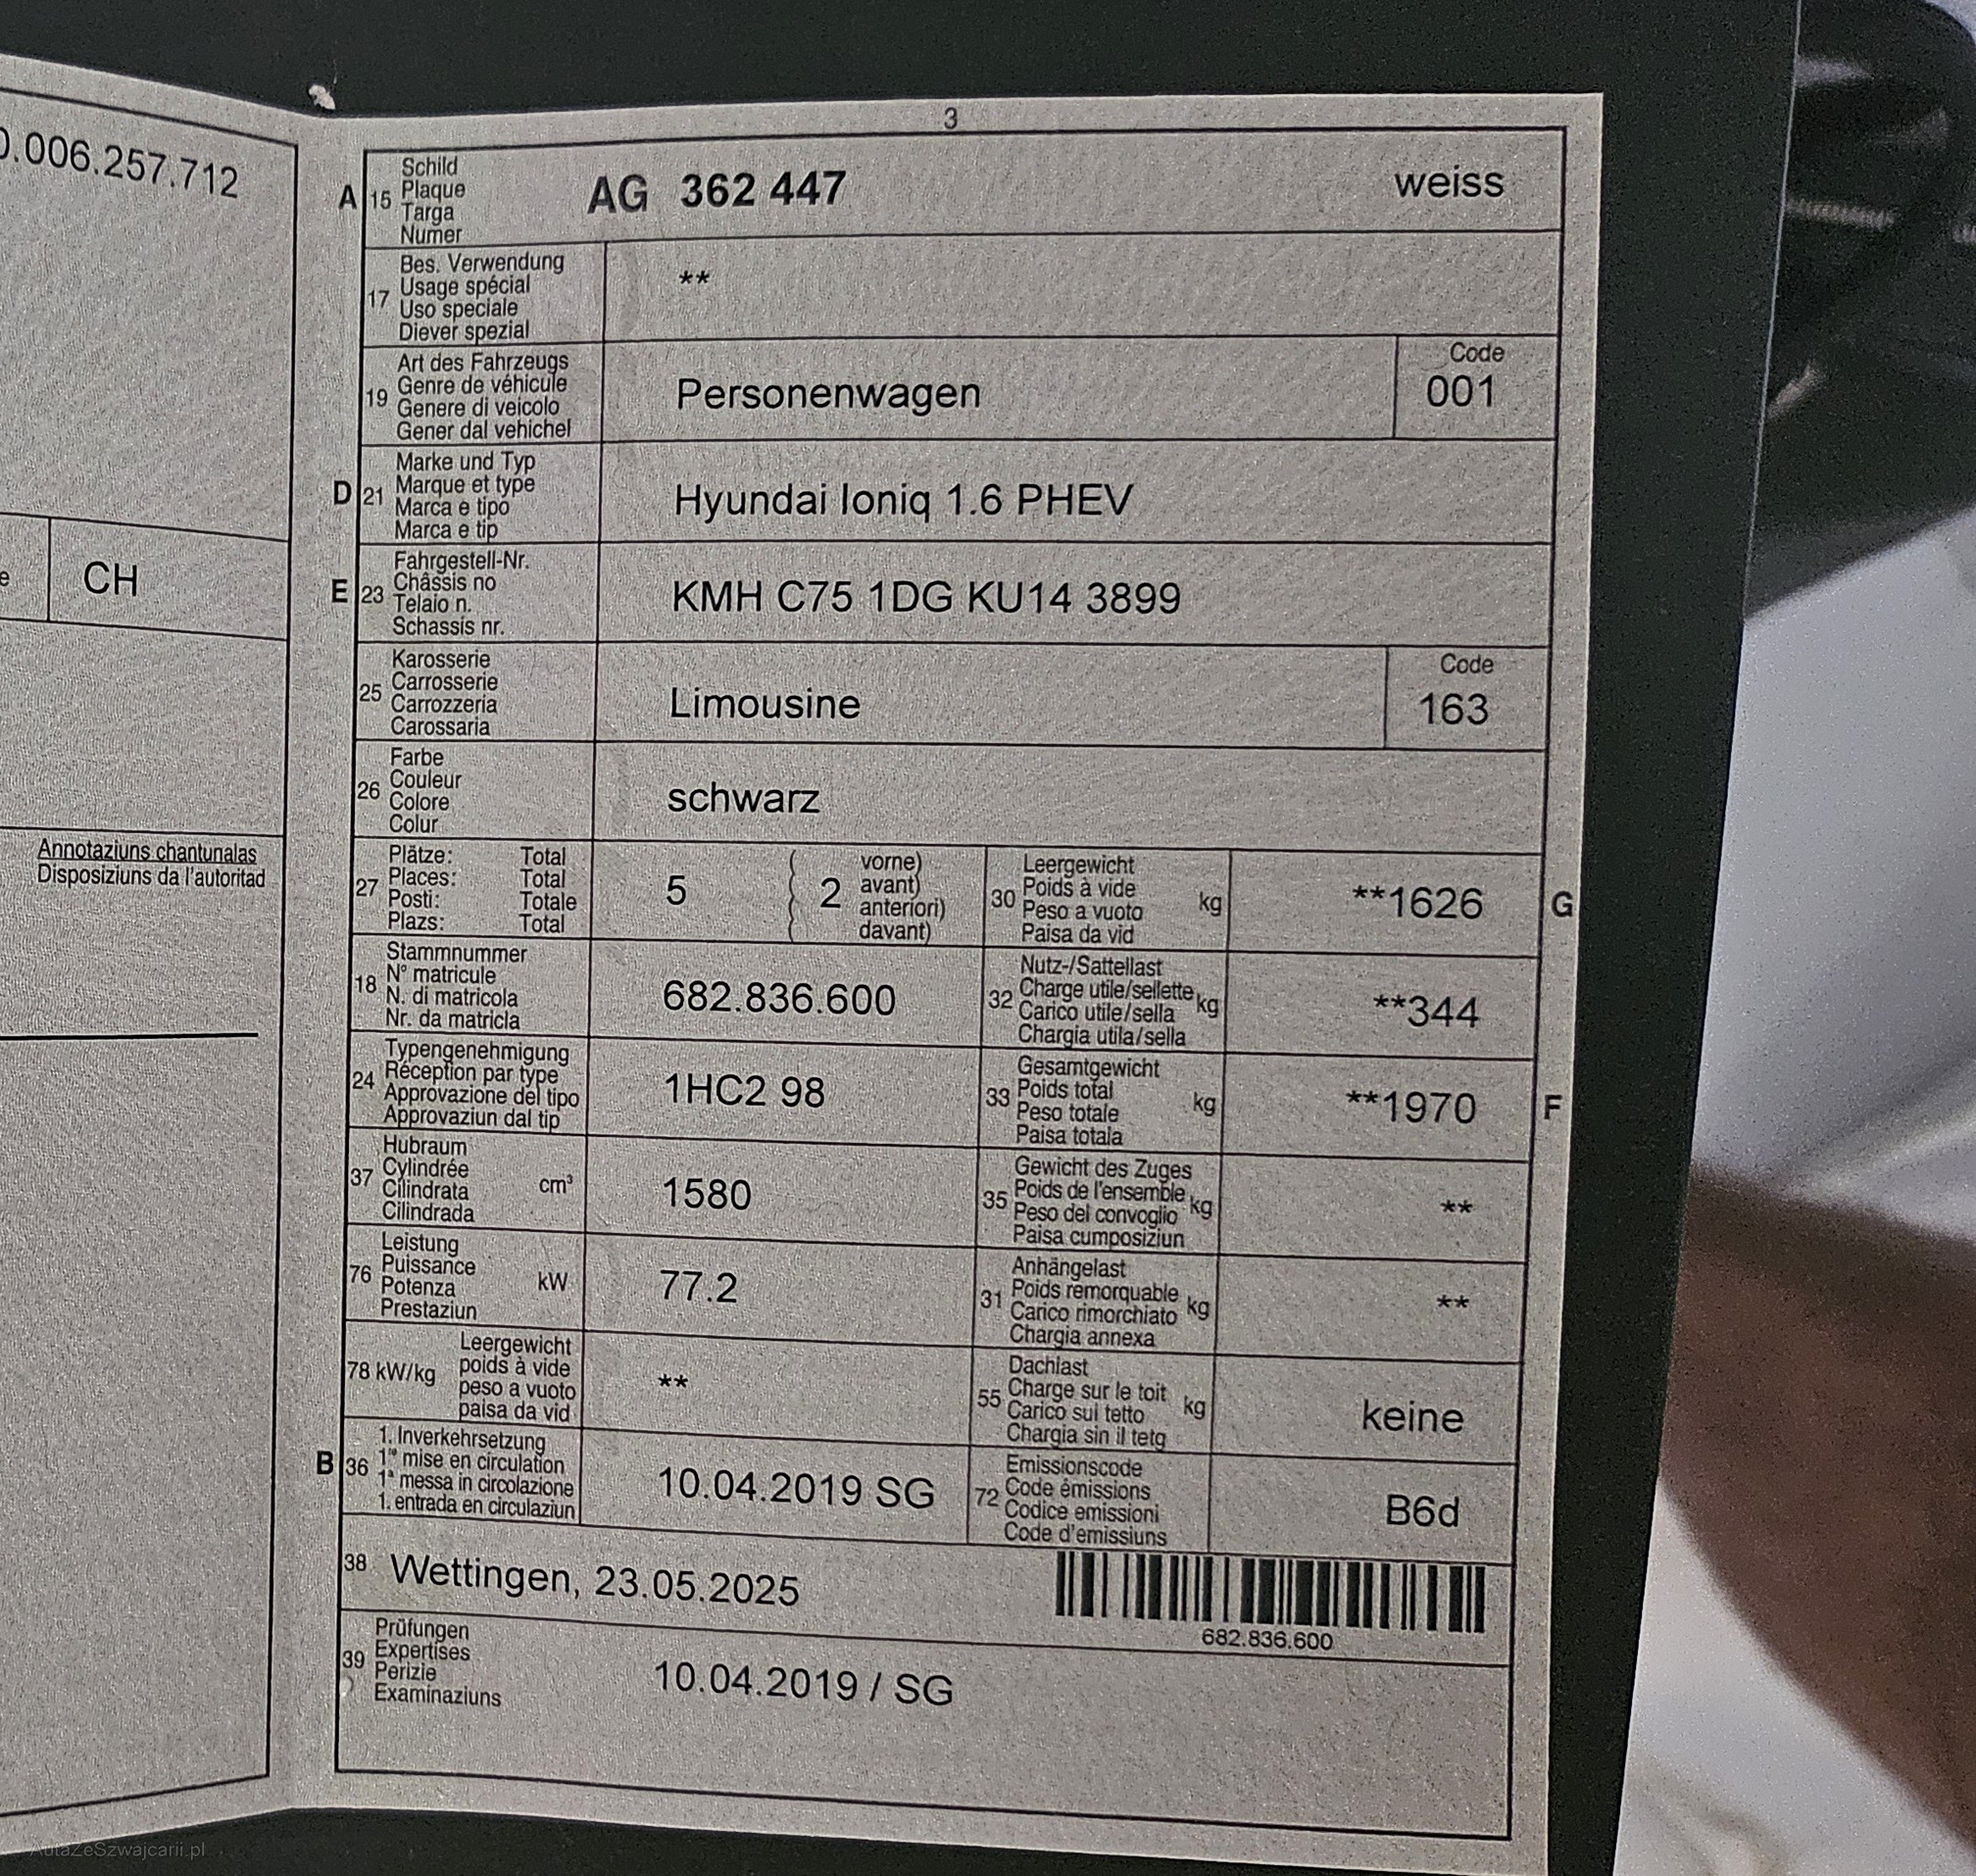 0.006.257.712
e CH
Annotaziuns chantunalas
Disposiziuns da l'autoritad
3
A 15 Schild
Plaque
Targa
Numer
AG 362 447 weiss
17 Bes. Verwendung
Usage spécial
Uso speciale
Diever spezial
**
19 Art des Fahrzeugs
Genre de véhicule
Genere di veicolo
Gener dal vehichel
Personenwagen
Code
001
D 21 Marke und Typ
Marque et type
Marca e tipo
Marca e tip
Hyundai Ioniq 1.6 PHEV
E 23 Fahrgestell-Nr.
Châssis no
Telaio n.
Schassis nr.
KMH C75 1DG KU14 3899
25 Karosserie
Carrosserie
Carrozzeria
Carossaria
Limousine
Code
163
26 Farbe
Couleur
Colore
Colur
schwarz
27 Plätze: Total
Places: Total
Posti: Totale
Plazs: Total
5 ( 2 vorne)
avant)
anteriori)
davant)
30 Leergewicht
Poids à vide
Peso a vuoto
Paisa da vid
kg **1626 G
18 Stammnummer
N° matricule
N. di matricola
Nr. da matricla
682.836.600
32 Nutz-/Sattellast
Charge utile/sellette
Carico utile/sella
Chargia utila/sella
kg **344
24 Typengenehmigung
Réception par type
Approvazione del tipo
Approvaziun dal tip
1HC2 98
33 Gesamtgewicht
Poids total
Peso totale
Paisa totala
kg **1970 F
37 Hubraum
Cylindrée
Cilindrata
Cilindrada
cm³ 1580
35 Gewicht des Zuges
Poids de l'ensemble
Peso del convoglio
Paisa cumposiziun
kg **
76 Leistung
Puissance
Potenza
Prestaziun
kW 77.2
31 Anhängelast
Poids remorquable
Carico rimorchiato
Chargia annexa
kg **
78 kW/kg Leergewicht
poids à vide
peso a vuoto
paisa da vid
**
55 Dachlast
Charge sur le toit
Carico sul tetto
Chargia sin il tetg
kg keine
B 36 1. Inverkehrsetzung
1re mise en circulation
1a messa in circolazione
1. entrada en circulaziun
10.04.2019 SG
72 Emissionscode
Code émissions
Codice emissioni
Code d'emissiuns
B6d
38 Wettingen, 23.05.2025
682.836.600
39 Prüfungen
Expertises
Perizie
Examinaziuns
10.04.2019 / SG
AutaZeSzwajcarii.pl